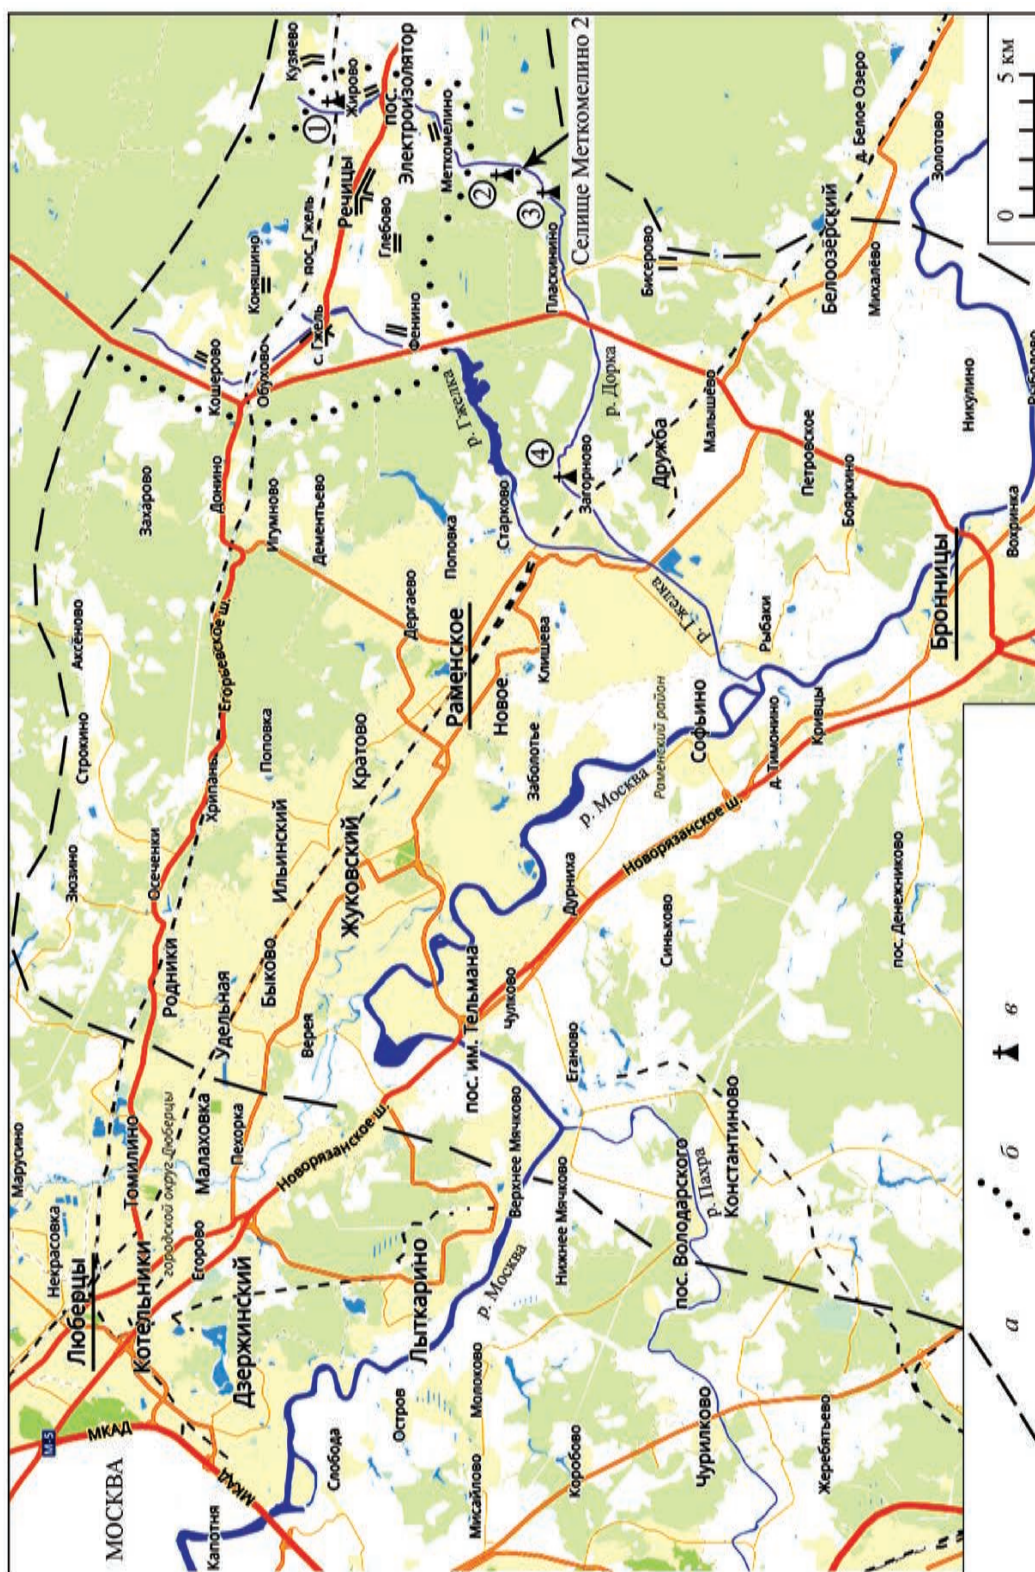 МОСКВА
М-5
МКАД
МКАД
Капотня
Люберцы
Некрасовка
Марусино
Котельники
Томилино
городской округ Люберцы
Егорово
Дзержинский
Малаховка
Пехорка
Удельная
Родники
Осеченки
Зюзино
Строкино
Аксёново
Хрипань
Егорьевское ш.
Поповка
Захарово
Донино
Игумново
Дементьево
Кошерово
Обухово
с. Гжель
пос. Гжель
Коняшино
Речицы
Глебово
Фенино
Кузяево
Жирово
пос.
Электроизолятор
Меткомелино
1
2
3
4
Селище Меткомелино 2
Быково
Верея
Ильинский
Кратово
Жуковский
Дергаево
Раменское
Новое
Клишева
Заболотье
Поповка
Старково
р. Гжелка
Загорново
р. Дорка
Пласкинино
Бисерово
Дружба
Малышёво
р. Гжелка
Рыбаки
Петровское
Бояркино
Белоозёрский
д. Белое Озеро
Михалёво
Золотово
Никулино
Слобода
Остров
Лыткарино
Новорязанское ш.
р. Москва
Верхнее Мячково
Нижнее Мячково
пос. им. Тельмана
Чулково
Еганово
Дурниха
р. Москва
Раменский район
Софьино
Новорязанское ш.
д. Тимонино
Кривцы
Бронницы
Вохринка
Синьково
пос. Денежниково
Мисайлово
Молоково
Коробово
Чурилково
Жеребятьево
пос. Володарского
р. Пахра
Константиново
0
5 км
а
б
в